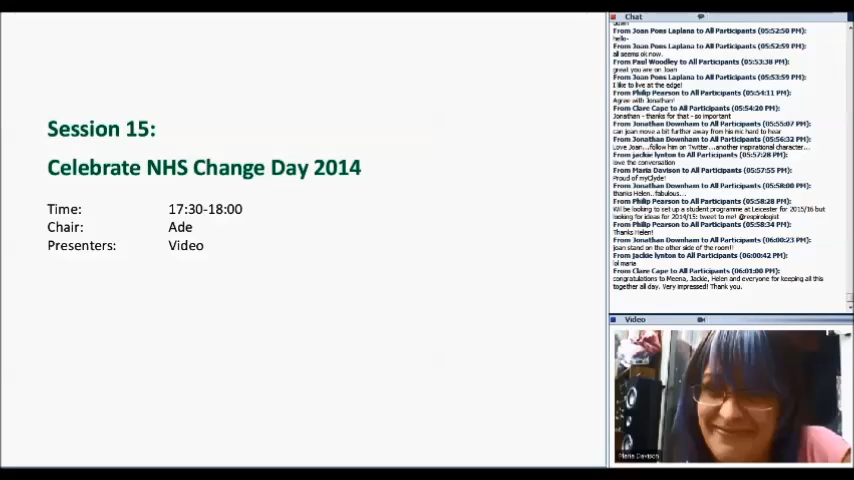 Session 15:
Celebrate NHS Change Day 2014
Time: 17:30-18:00
Chair: Ade
Presenters: Video
Chat
down
From Joan Pons Laplana to All Participants (05:52:50 PM):
hello-
From Joan Pons Laplana to All Participants (05:52:59 PM):
all seems ok now.
From Paul Woodley to All Participants (05:53:38 PM):
great you are on Joan
From Joan Pons Laplana to All Participants (05:53:59 PM):
I like to live at the edge!
From Philip Pearson to All Participants (05:54:11 PM):
Agree with Jonathan!
From Clare Cape to All Participants (05:54:20 PM):
Jonathan - thanks for that - so important
From Jonathan Downham to All Participants (05:55:07 PM):
can joan move a bit further away from his mic hard to hear
From Jonathan Downham to All Participants (05:56:32 PM):
Love Joan...follow him on Twitter...another inspirational character...
From jackie lynton to All Participants (05:57:28 PM):
love the conversation
From Maria Davison to All Participants (05:57:55 PM):
Proud of myClyde!
From Jonathan Downham to All Participants (05:58:00 PM):
thanks Helen..fabulous...
From Philip Pearson to All Participants (05:58:28 PM):
Will be looking to set up a student programme at Leicester for 2015/16 but
looking for ideas for 2014/15: tweet to me! @respirologist
From Philip Pearson to All Participants (05:58:34 PM):
Thanks Helen!
From Jonathan Downham to All Participants (06:00:23 PM):
joan stand on the other side of the room!!
From jackie lynton to All Participants (06:00:42 PM):
lol maria
From Clare Cape to All Participants (06:01:00 PM):
congratulations to Meena, Jackie, Helen and everyone for keeping all this
together all day. Very impressed! Thank you.
Video
Maria Davison